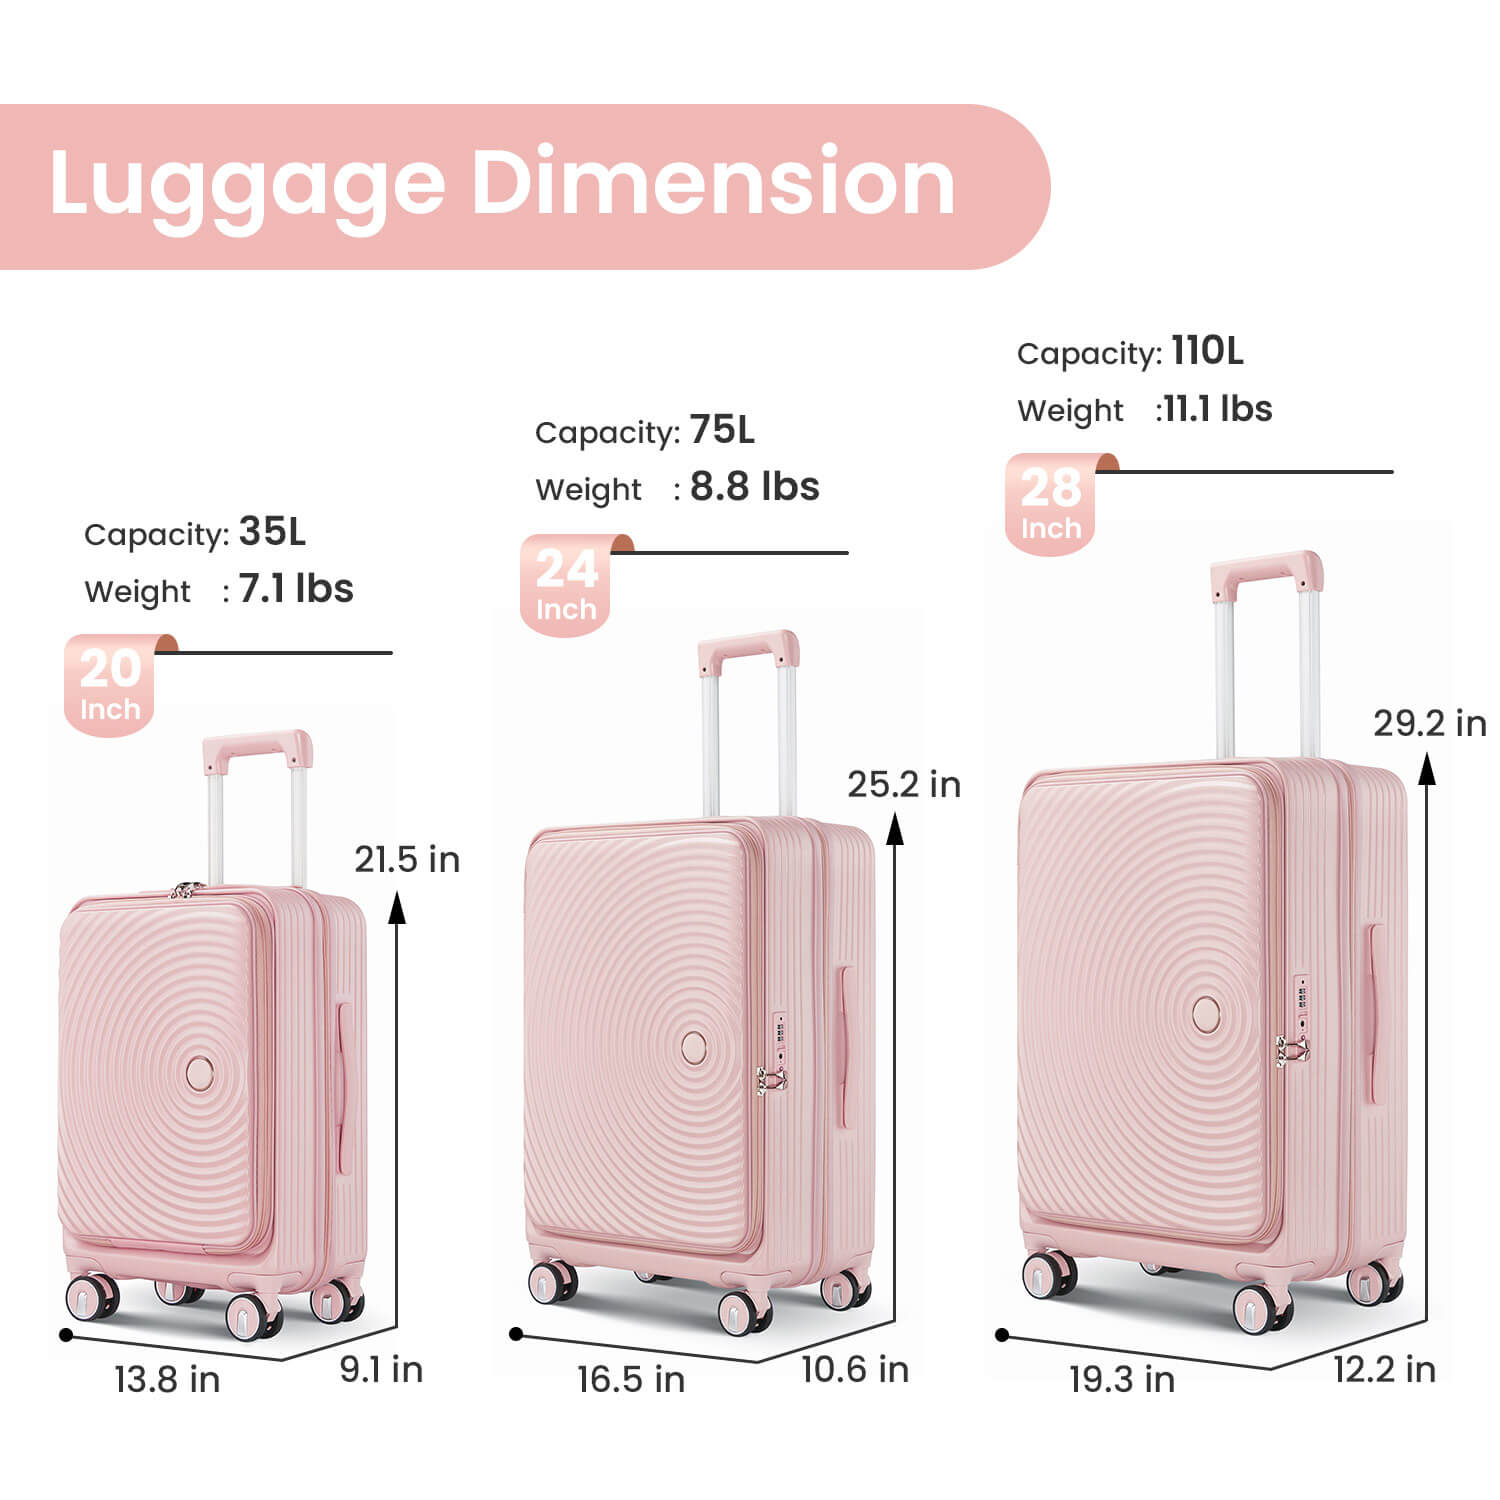 Luggage Dimension
Capacity: 35L
Weight : 7.1 lbs
20
Inch
21.5 in
13.8 in
9.1 in
Capacity: 75L
Weight : 8.8 lbs
24
Inch
25.2 in
16.5 in
10.6 in
Capacity: 110L
Weight :11.1 lbs
28
Inch
29.2 in
19.3 in
12.2 in